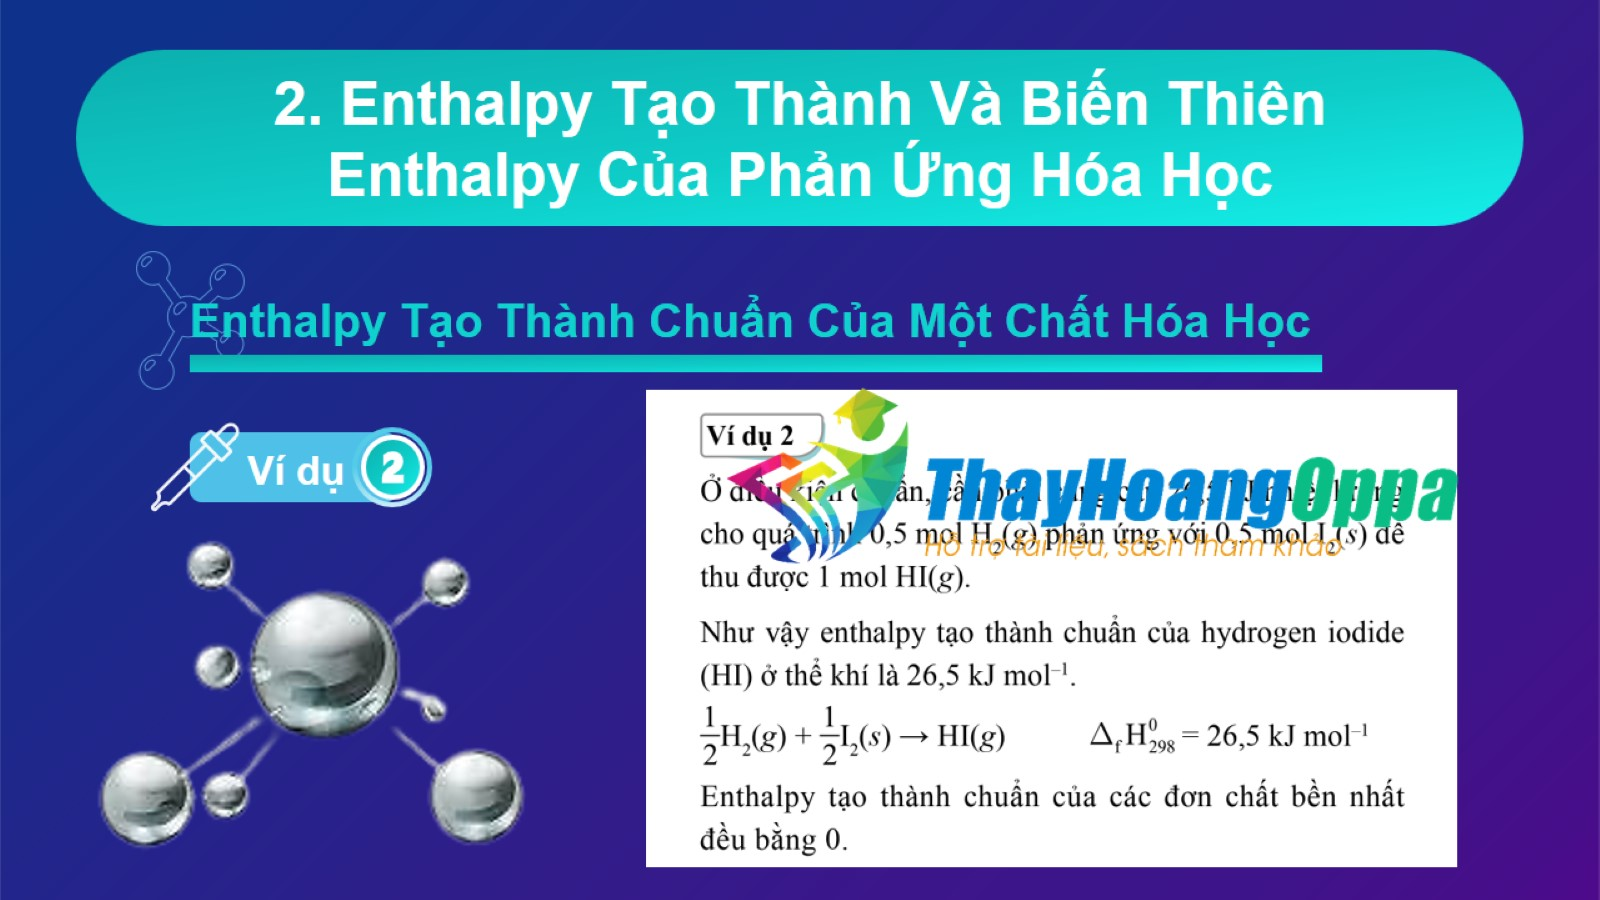 2. Enthalpy Tạo Thành Và Biến Thiên
Enthalpy Của Phản Ứng Hóa Học
Enthalpy Tạo Thành Chuẩn Của Một Chất Hóa Học
Ví dụ 2
Ví dụ 2
ThayHoangOppa
Hỗ trợ tài liệu, sách tham khảo
Ở điều kiện
cho quá trình 0,5 mol H₂(g) phản ứng với 0,5 mol I₂(s) để
thu được 1 mol HI(g).
Như vậy enthalpy tạo thành chuẩn của hydrogen iodide
(HI) ở thể khí là 26,5 kJ mol⁻¹.
1/2H₂(g) + 1/2I₂(s) → HI(g) ΔfH⁰₂₉₈ = 26,5 kJ mol⁻¹
Enthalpy tạo thành chuẩn của các đơn chất bền nhất
đều bằng 0.